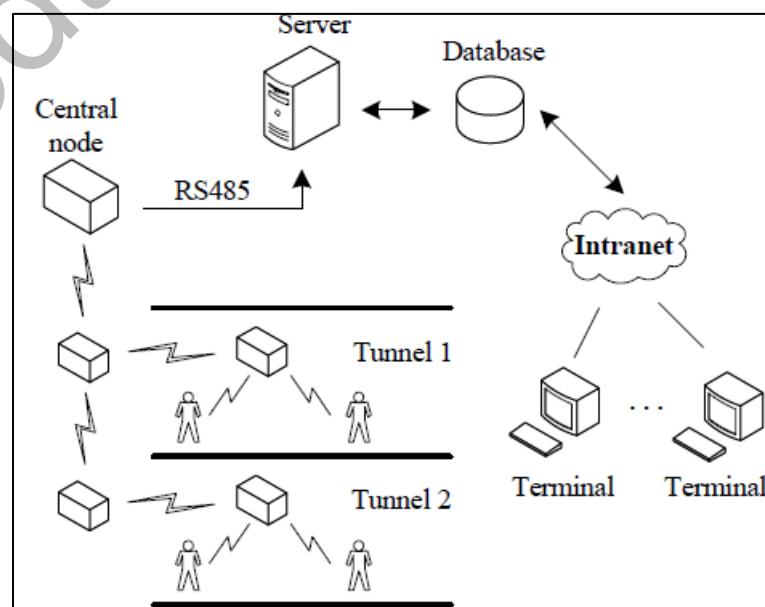 Server
Database
Central
node
RS485
Intranet
Tunnel 1
Tunnel 2
...
Terminal
Terminal